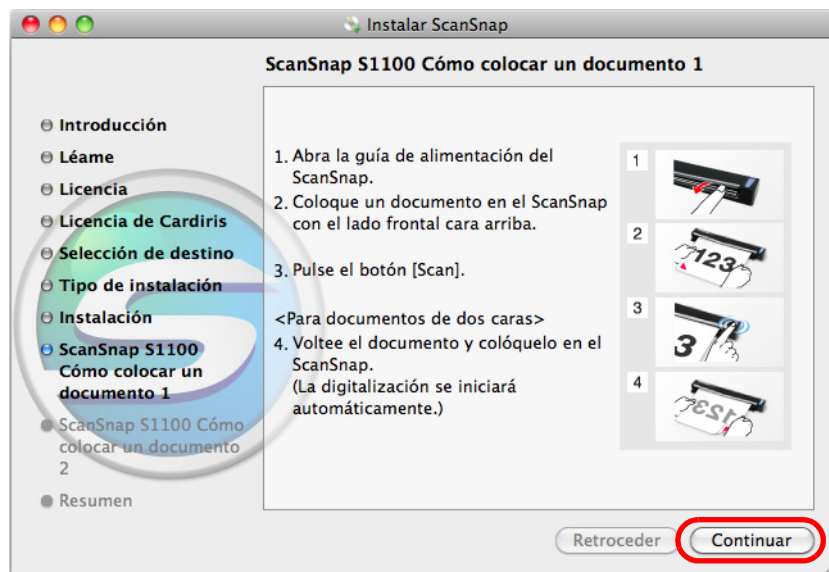 Instalar ScanSnap
ScanSnap S1100 Cómo colocar un documento 1
Introducción
Léame
Licencia
Licencia de Cardiris
Selección de destino
Tipo de instalación
Instalación
ScanSnap S1100
Cómo colocar un
documento 1
ScanSnap S1100 Cómo
colocar un documento
2
Resumen
1. Abra la guía de alimentación del
ScanSnap.
2. Coloque un documento en el ScanSnap
con el lado frontal cara arriba.
3. Pulse el botón [Scan].
<Para documentos de dos caras>
4. Voltee el documento y colóquelo en el
ScanSnap.
(La digitalización se iniciará
automáticamente.)
1
2
123
3
3
4
123
Retroceder
Continuar